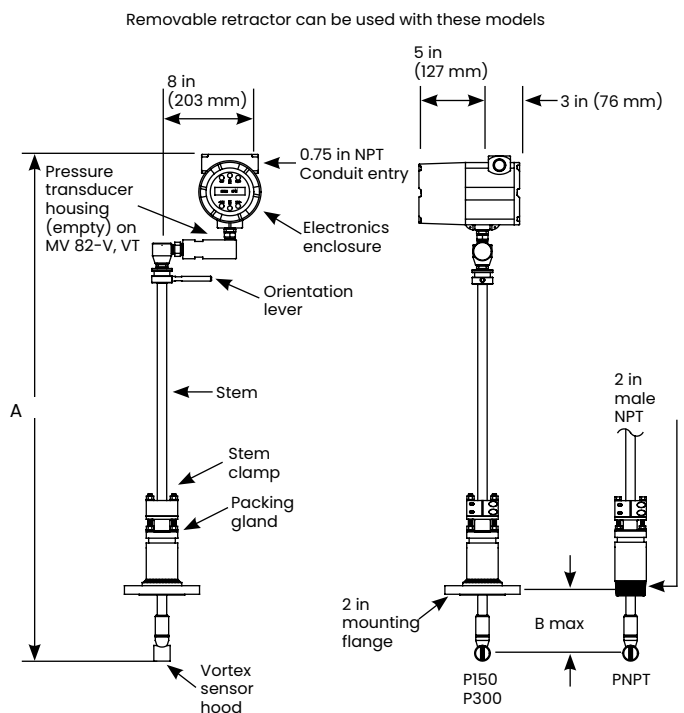 Removable retractor can be used with these models
8 in
(203 mm)
5 in
(127 mm)
3 in (76 mm)
Pressure
transducer
housing
(empty) on
MV 82-V, VT
0.75 in NPT
Conduit entry
Electronics
enclosure
Orientation
lever
A
Stem
Stem
clamp
Packing
gland
Vortex
sensor
hood
2 in
male
NPT
2 in
mounting
flange
B max
P150
P300
PNPT